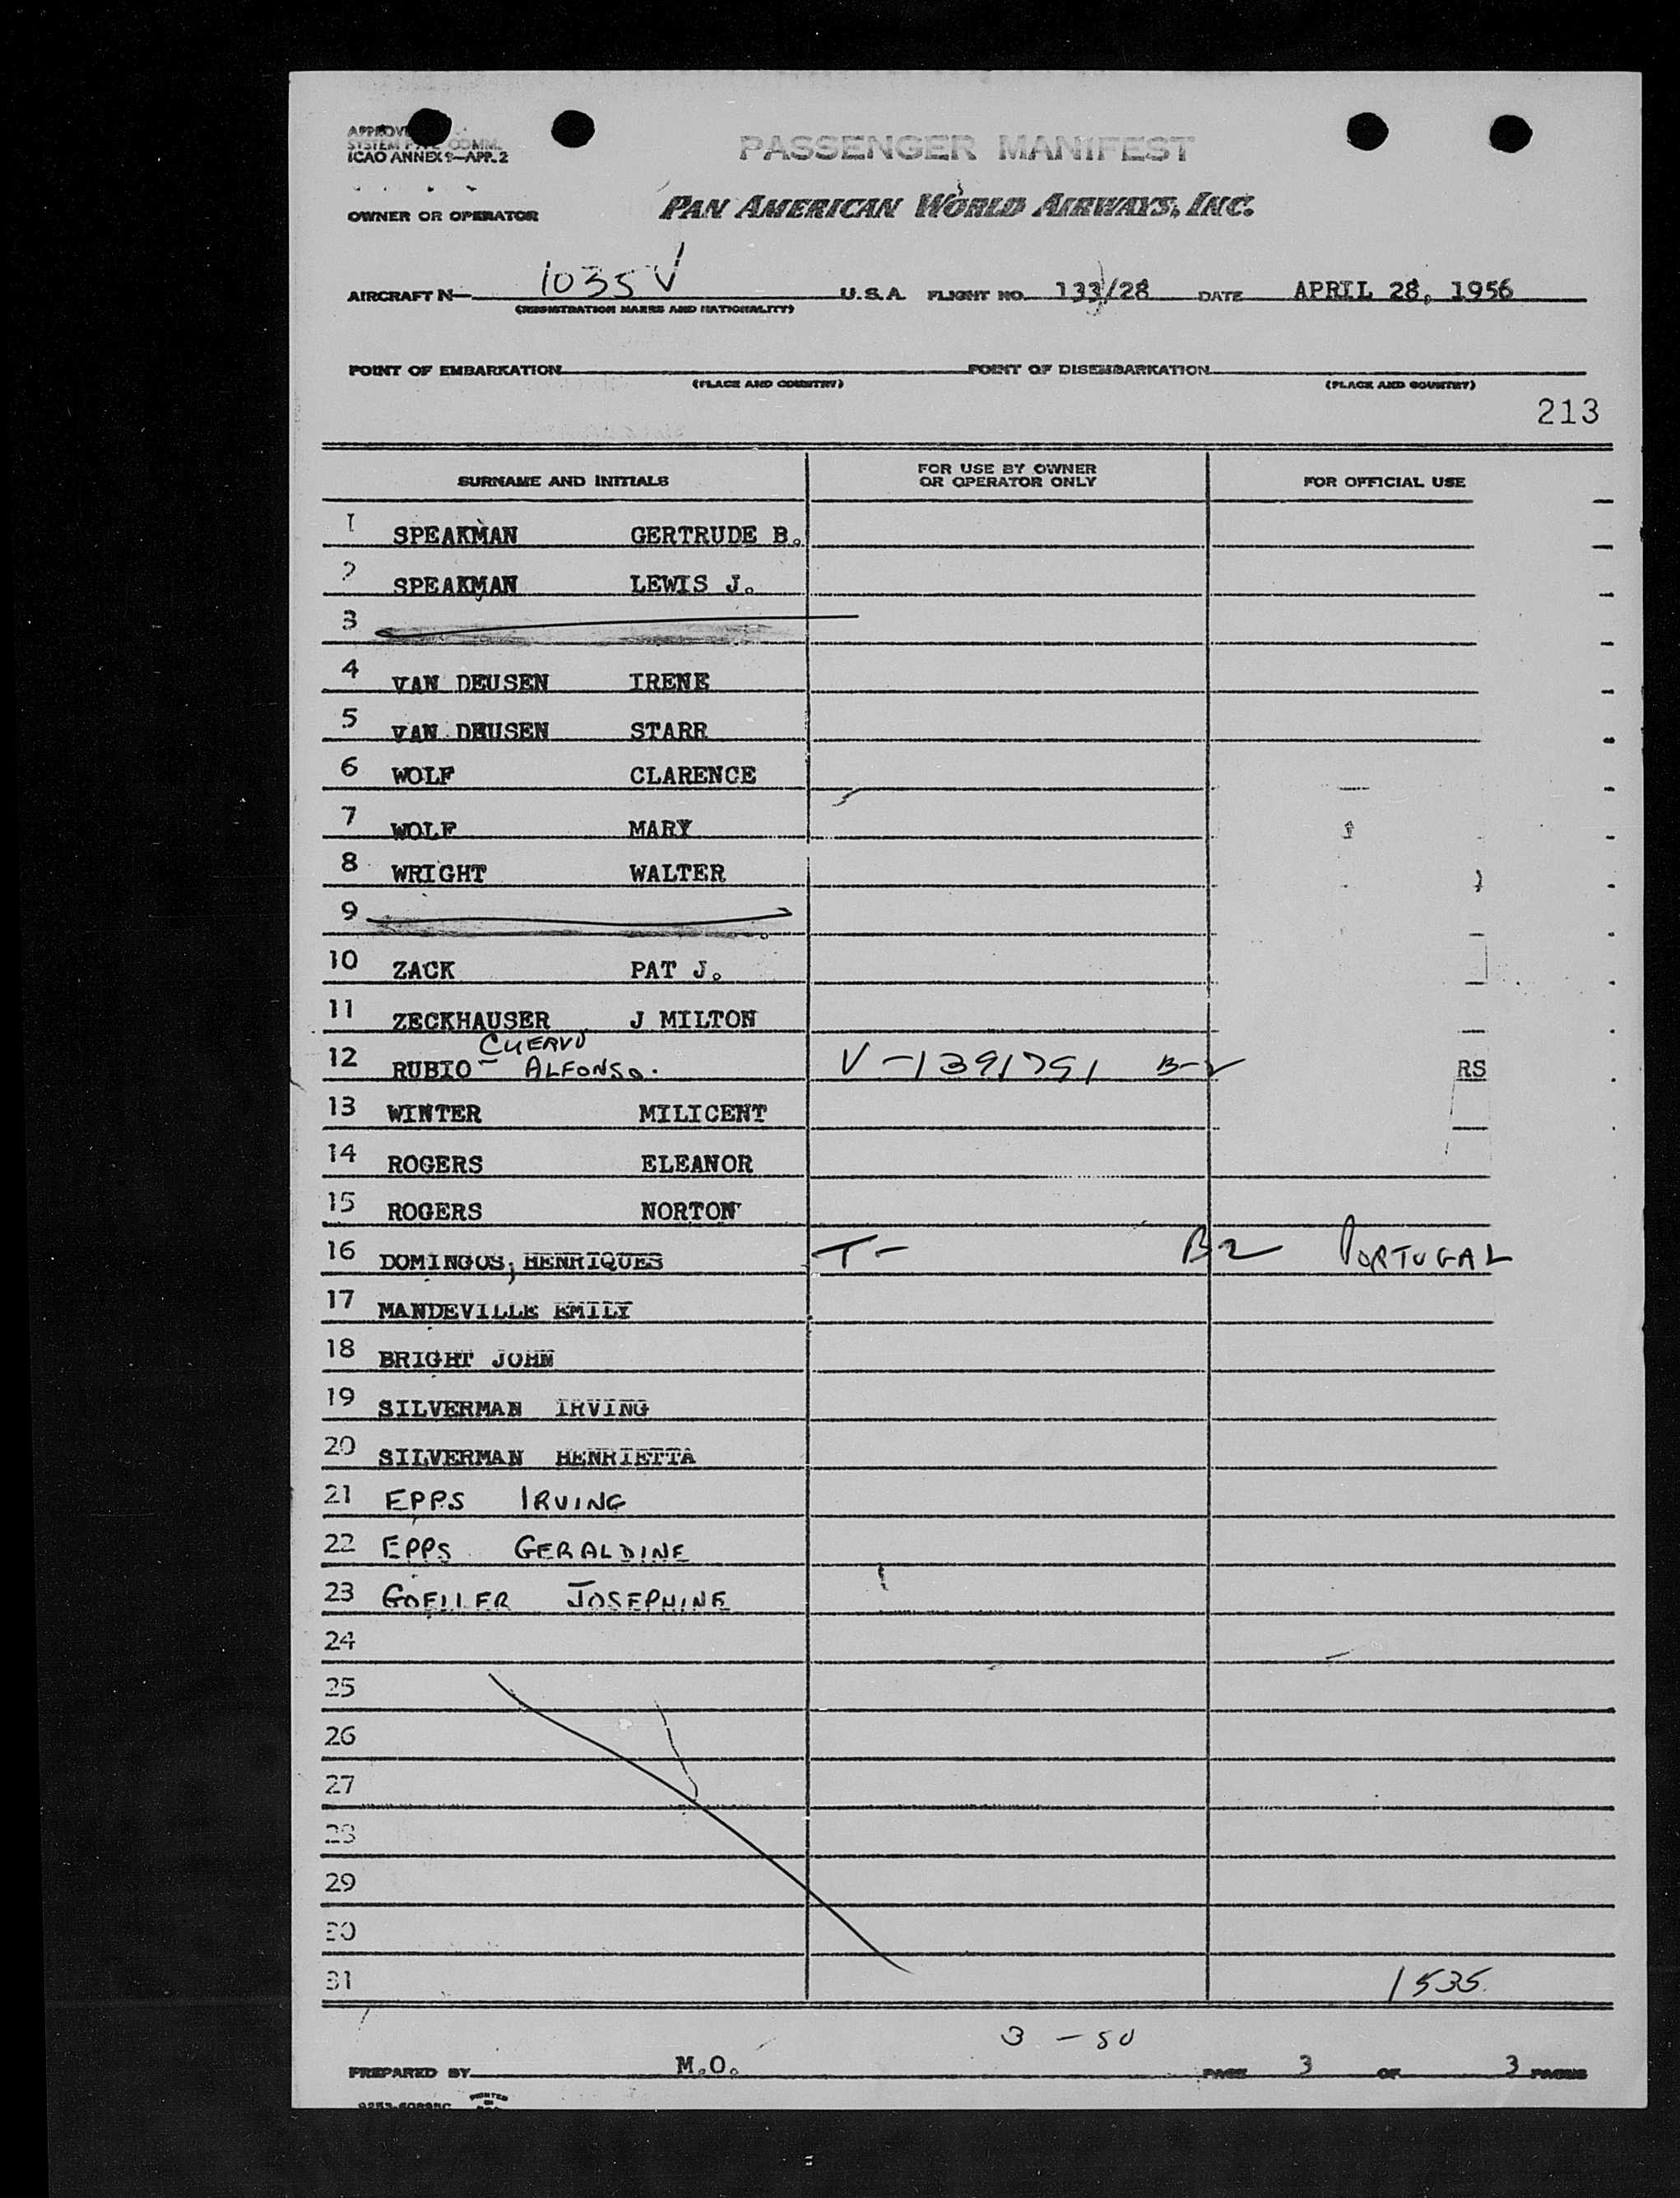 SYSTEM
ICAO ANNEX 9—APP. 2
PASSENGER MANIFEST
OWNER OR OPERATOR PAN AMERICAN WORLD AIRWAYS, INC.
AIRCRAFT N— 1035V U.S.A. FLIGHT NO. 133/28 DATE APRIL 28, 1956
(REGISTRATION MARKS AND NATIONALITY)
POINT OF EMBARKATION POINT OF DISEMBARKATION
(PLACE AND COUNTRY) (PLACE AND COUNTRY)
213
SURNAME AND INITIALS FOR USE BY OWNER OR OPERATOR ONLY FOR OFFICIAL USE
1 SPEAKMAN GERTRUDE B.
2 SPEAKMAN LEWIS J.
3
4 VAN DEUSEN IRENE
5 VAN DEUSEN STARR
6 WOLF CLARENCE
7 WOLF MARY
8 WRIGHT WALTER
9
10 ZACK PAT J.
11 ZECKHAUSER J MILTON
CUERVO
12 RUBIO - ALFONSO. V-1391791 B-2 RS
13 WINTER MILICENT
14 ROGERS ELEANOR
15 ROGERS NORTON
16 DOMINGOS, HENRIQUES T- B2 PORTUGAL
17 MANDEVILLE EMILY
18 BRIGHT JOHN
19 SILVERMAN IRVING
20 SILVERMAN HENRIETTA
21 EPPS IRVING
22 EPPS GERALDINE
23 GOELLER JOSEPHINE
24
25
26
27
28
29
30
31 1535
3 - 50
PREPARED BY M.O. PAGE 3 OF 3 PAGES
PRINTED
IN